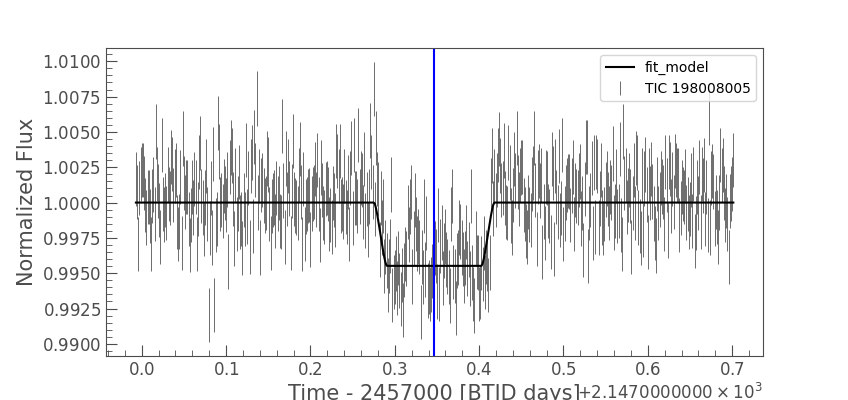 fit_model
TIC 198008005
Normalized Flux
1.0100
1.0075
1.0050
1.0025
1.0000
0.9975
0.9950
0.9925
0.9900
0.0 0.1 0.2 0.3 0.4 0.5 0.6 0.7
Time - 2457000 [BTJD days]
+2.1470000000 × 10³